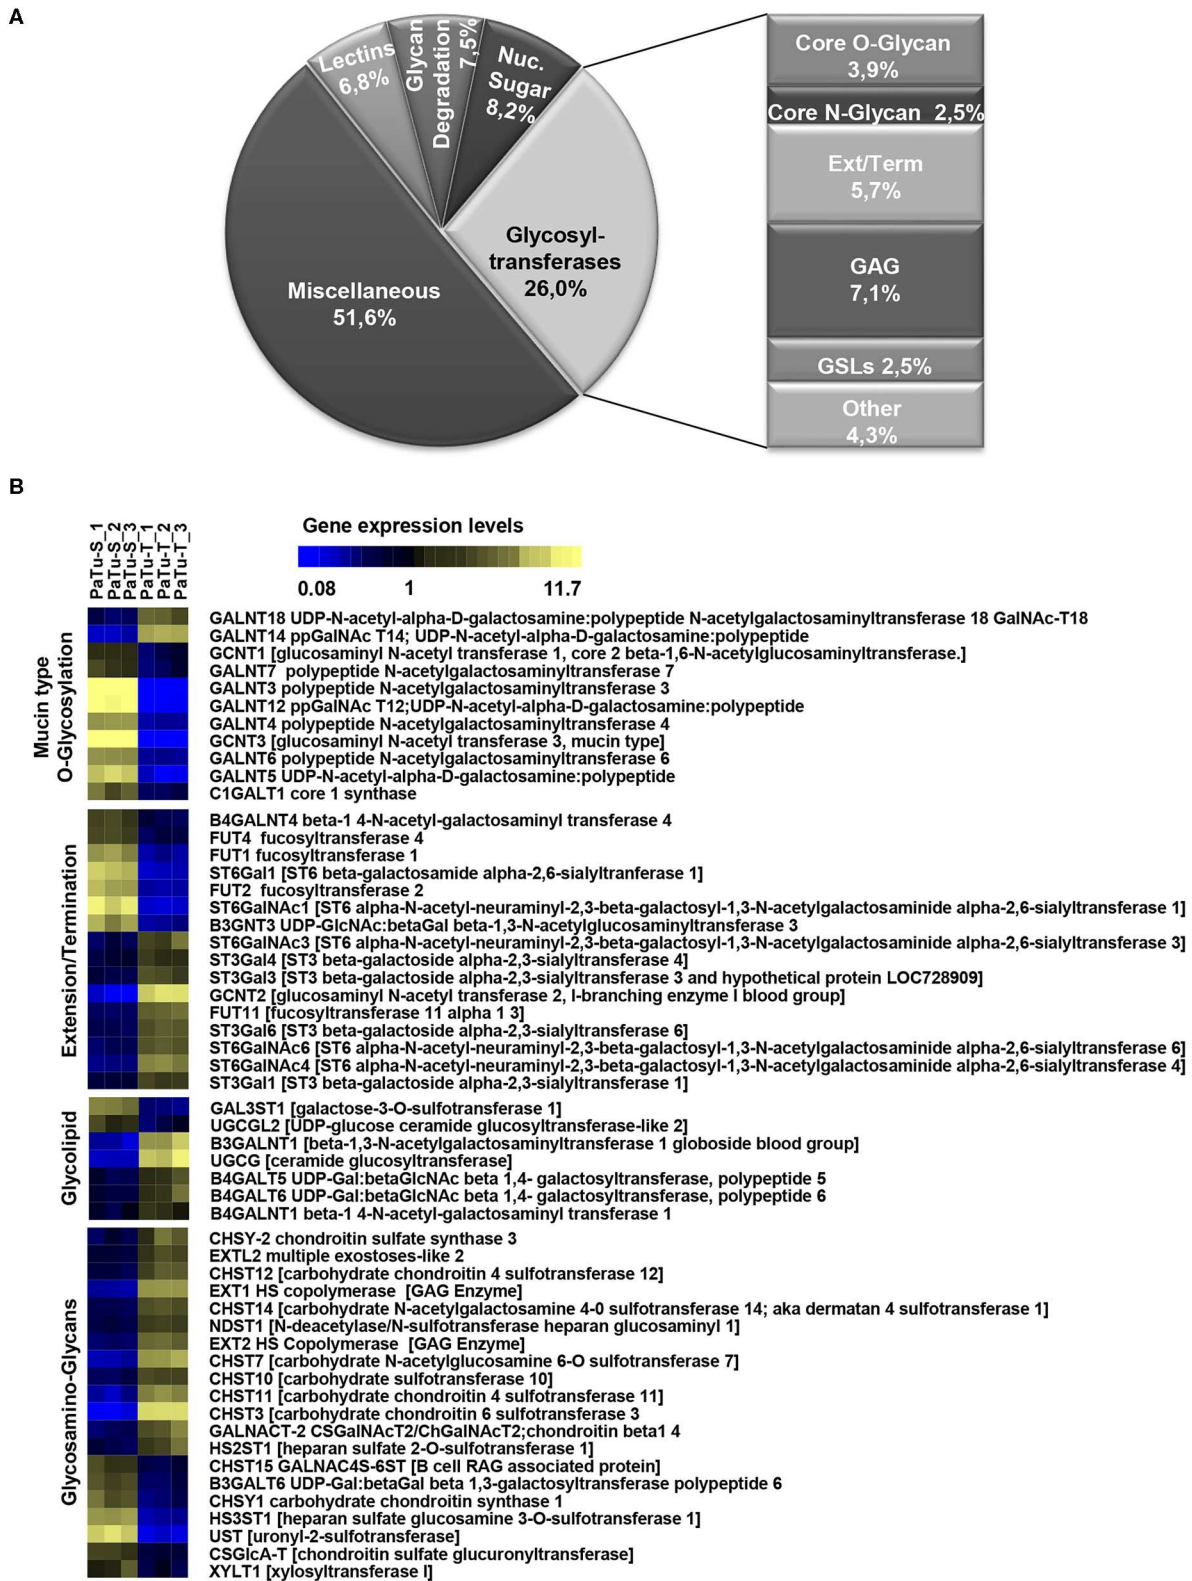 A
Lectins
6,8%
Glycan
Degradation
7,5%
Nuc.
Sugar
8,2%
Glycosyl-
transferases
26,0%
Miscellaneous
51,6%
Core O-Glycan
3,9%
Core N-Glycan 2,5%
Ext/Term
5,7%
GAG
7,1%
GSLs 2,5%
Other
4,3%
B
PaTu-S_1
PaTu-S_2
PaTu-S_3
PaTu-T_1
PaTu-T_2
PaTu-T_3
Gene expression levels
0.08 1 11.7
Mucin type
O-Glycosylation
GALNT18 UDP-N-acetyl-alpha-D-galactosamine:polypeptide N-acetylgalactosaminyltransferase 18 GalNAc-T18
GALNT14 ppGalNAc T14; UDP-N-acetyl-alpha-D-galactosamine:polypeptide
GCNT1 [glucosaminyl N-acetyl transferase 1, core 2 beta-1,6-N-acetylglucosaminyltransferase.]
GALNT7 polypeptide N-acetylgalactosaminyltransferase 7
GALNT3 polypeptide N-acetylgalactosaminyltransferase 3
GALNT12 ppGalNAc T12;UDP-N-acetyl-alpha-D-galactosamine:polypeptide
GALNT4 polypeptide N-acetylgalactosaminyltransferase 4
GCNT3 [glucosaminyl N-acetyl transferase 3, mucin type]
GALNT6 polypeptide N-acetylgalactosaminyltransferase 6
GALNT5 UDP-N-acetyl-alpha-D-galactosamine:polypeptide
C1GALT1 core 1 synthase
Extension/Termination
B4GALNT4 beta-1 4-N-acetyl-galactosaminyl transferase 4
FUT4 fucosyltransferase 4
FUT1 fucosyltransferase 1
ST6Gal1 [ST6 beta-galactosamide alpha-2,6-sialyltranferase 1]
FUT2 fucosyltransferase 2
ST6GalNAc1 [ST6 alpha-N-acetyl-neuraminyl-2,3-beta-galactosyl-1,3-N-acetylgalactosaminide alpha-2,6-sialyltransferase 1]
B3GNT3 UDP-GlcNAc:betaGal beta-1,3-N-acetylglucosaminyltransferase 3
ST6GalNAc3 [ST6 alpha-N-acetyl-neuraminyl-2,3-beta-galactosyl-1,3-N-acetylgalactosaminide alpha-2,6-sialyltransferase 3]
ST3Gal4 [ST3 beta-galactoside alpha-2,3-sialyltransferase 4]
ST3Gal3 [ST3 beta-galactoside alpha-2,3-sialyltransferase 3 and hypothetical protein LOC728909]
GCNT2 [glucosaminyl N-acetyl transferase 2, I-branching enzyme I blood group]
FUT11 [fucosyltransferase 11 alpha 1 3]
ST3Gal6 [ST3 beta-galactoside alpha-2,3-sialyltransferase 6]
ST6GalNAc6 [ST6 alpha-N-acetyl-neuraminyl-2,3-beta-galactosyl-1,3-N-acetylgalactosaminide alpha-2,6-sialyltransferase 6]
ST6GalNAc4 [ST6 alpha-N-acetyl-neuraminyl-2,3-beta-galactosyl-1,3-N-acetylgalactosaminide alpha-2,6-sialyltransferase 4]
ST3Gal1 [ST3 beta-galactoside alpha-2,3-sialyltransferase 1]
Glycolipid
GAL3ST1 [galactose-3-O-sulfotransferase 1]
UGCGL2 [UDP-glucose ceramide glucosyltransferase-like 2]
B3GALNT1 [beta-1,3-N-acetylgalactosaminyltransferase 1 globoside blood group]
UGCG [ceramide glucosyltransferase]
B4GALT5 UDP-Gal:betaGlcNAc beta 1,4- galactosyltransferase, polypeptide 5
B4GALT6 UDP-Gal:betaGlcNAc beta 1,4- galactosyltransferase, polypeptide 6
B4GALNT1 beta-1 4-N-acetyl-galactosaminyl transferase 1
Glycosamino-Glycans
CHSY-2 chondroitin sulfate synthase 3
EXTL2 multiple exostoses-like 2
CHST12 [carbohydrate chondroitin 4 sulfotransferase 12]
EXT1 HS copolymerase [GAG Enzyme]
CHST14 [carbohydrate N-acetylgalactosamine 4-0 sulfotransferase 14; aka dermatan 4 sulfotransferase 1]
NDST1 [N-deacetylase/N-sulfotransferase heparan glucosaminyl 1]
EXT2 HS Copolymerase [GAG Enzyme]
CHST7 [carbohydrate N-acetylglucosamine 6-O sulfotransferase 7]
CHST10 [carbohydrate sulfotransferase 10]
CHST11 [carbohydrate chondroitin 4 sulfotransferase 11]
CHST3 [carbohydrate chondroitin 6 sulfotransferase 3
GALNACT-2 CSGalNAcT2/ChGalNAcT2;chondroitin beta1 4
HS2ST1 [heparan sulfate 2-O-sulfotransferase 1]
CHST15 GALNAC4S-6ST [B cell RAG associated protein]
B3GALT6 UDP-Gal:betaGal beta 1,3-galactosyltransferase polypeptide 6
CHSY1 carbohydrate chondroitin synthase 1
HS3ST1 [heparan sulfate glucosamine 3-O-sulfotransferase 1]
UST [uronyl-2-sulfotransferase]
CSGlcA-T [chondroitin sulfate glucuronyltransferase]
XYLT1 [xylosyltransferase I]